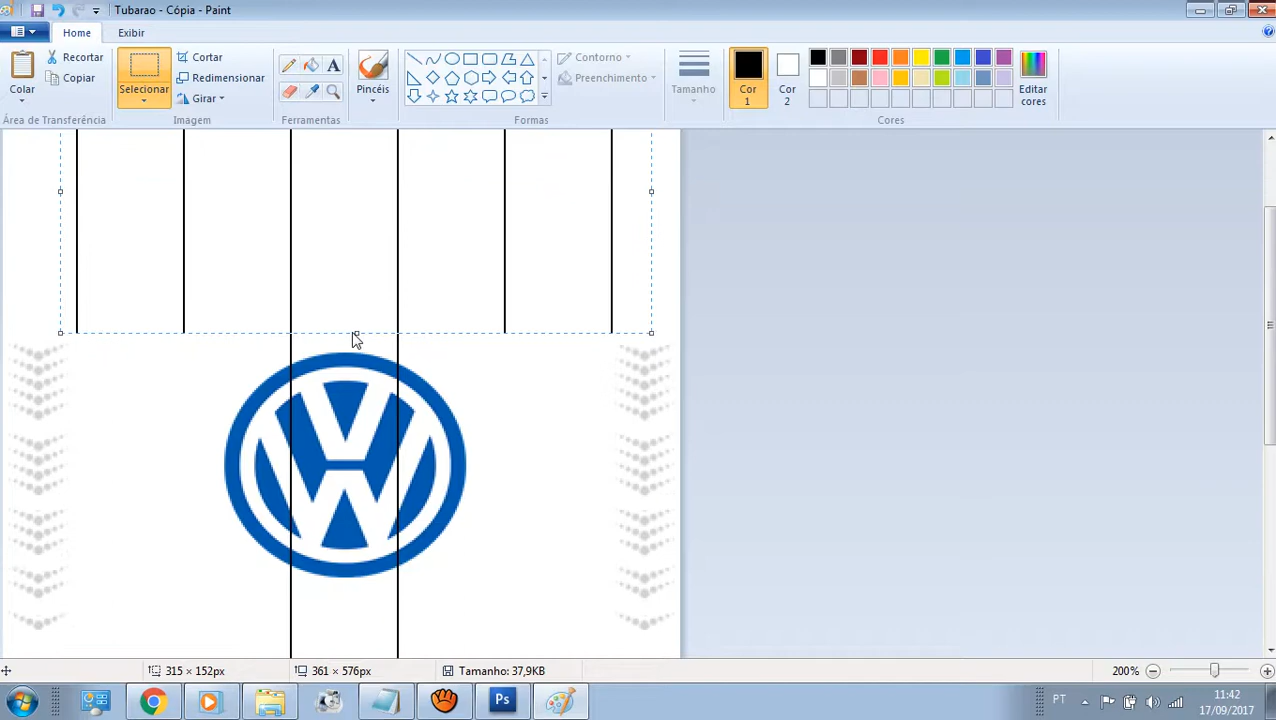 Tubarao - Cópia - Paint
Home
Exibir
Colar
Recortar
Copiar
Área de Transferência
Selecionar
Cortar
Redimensionar
Girar
Imagem
A
Ferramentas
Pincéis
Contorno
Preenchimento
Formas
Tamanho
Cor
1
Cor
2
Editar
cores
Cores
VW
315 × 152px
361 × 576px
Tamanho: 37,9KB
200%
Ps
PT
11:42
17/09/2017